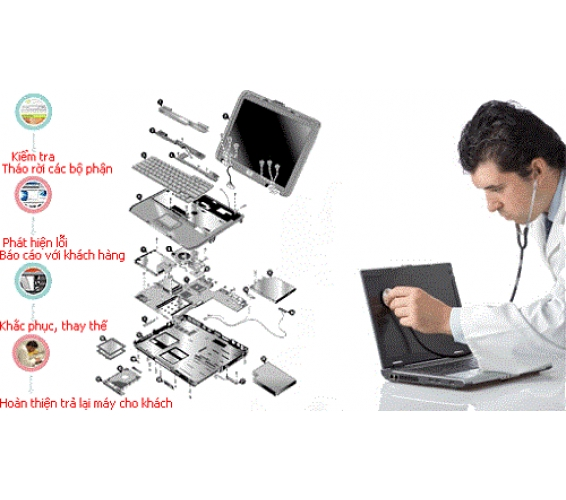 Kiểm tra
Tháo rời các bộ phận
Phát hiện lỗi
Báo cáo với khách hàng
Khắc phục, thay thế
Hoàn thiện trả lại máy cho khách